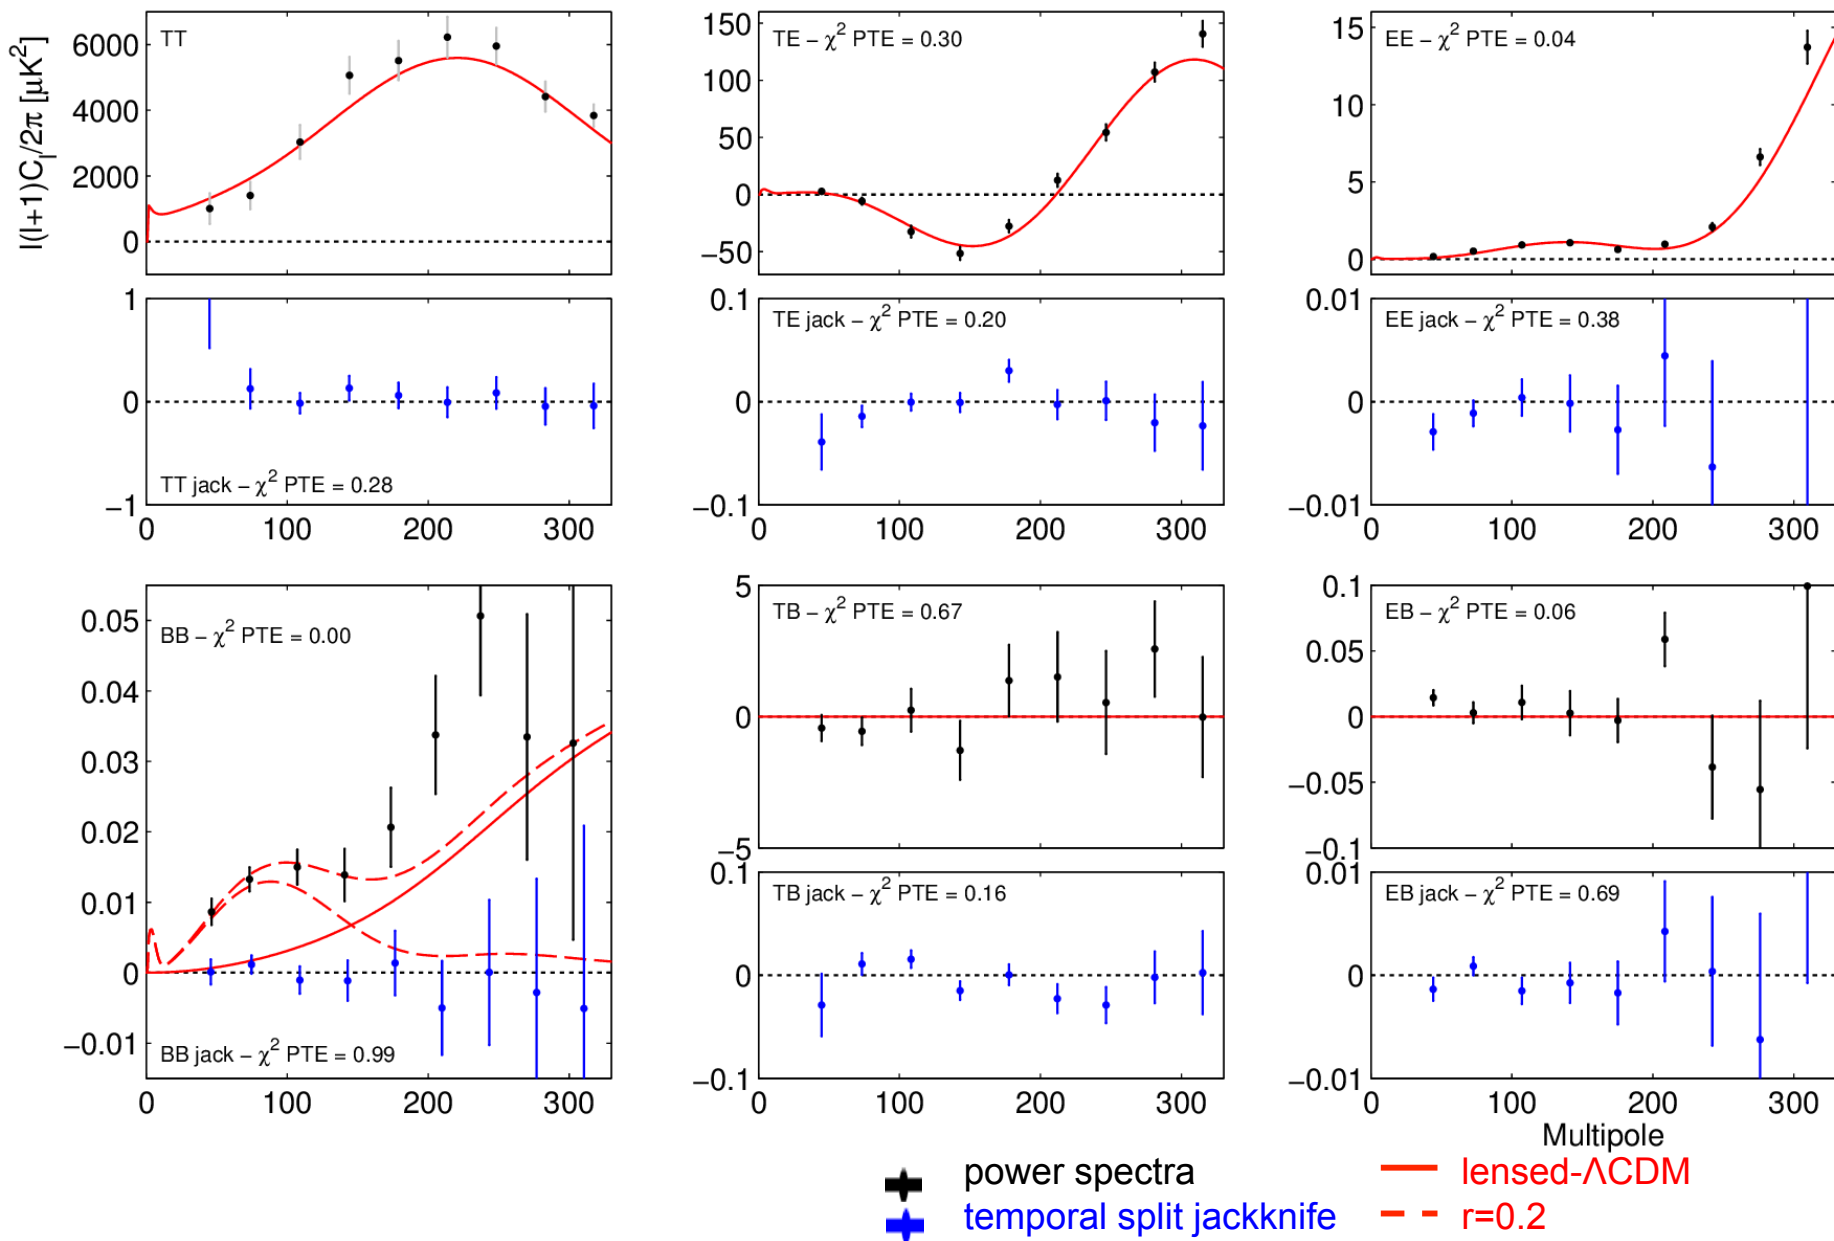 l(l+1)C_l/2π [μK²]
TT
6000
4000
2000
0
TE − χ² PTE = 0.30
150
100
50
0
−50
EE − χ² PTE = 0.04
15
10
5
0
1
0
−1
TT jack − χ² PTE = 0.28
0 100 200 300
0.1
TE jack − χ² PTE = 0.20
0
−0.1
0 100 200 300
0.01
EE jack − χ² PTE = 0.38
0
−0.01
0 100 200 300
BB − χ² PTE = 0.00
0.05
0.04
0.03
0.02
0.01
0
−0.01
BB jack − χ² PTE = 0.99
0 100 200 300
5
TB − χ² PTE = 0.67
0
−5
0.1
TB jack − χ² PTE = 0.16
0
−0.1
0 100 200 300
0.1
EB − χ² PTE = 0.06
0.05
0
−0.05
−0.1
0.01
EB jack − χ² PTE = 0.69
0
−0.01
0 100 200 300
Multipole
power spectra
temporal split jackknife
lensed-ΛCDM
r=0.2